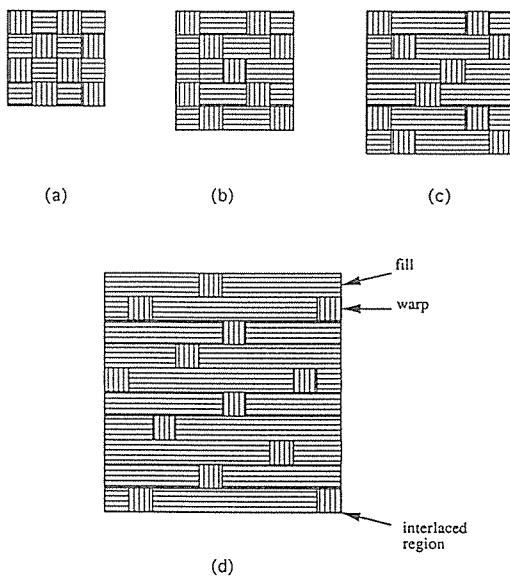 (a)
(b)
(c)
fill
warp
interlaced
region
(d)